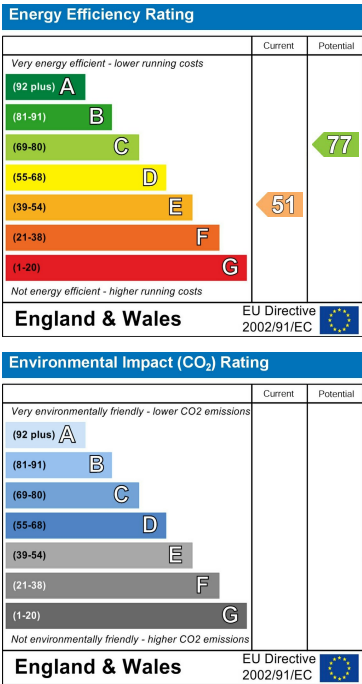 Energy Efficiency Rating
Current Potential
Very energy efficient - lower running costs
(92 plus) A
(81-91) B
(69-80) C
77
(55-68) D
(39-54) E
51
(21-38) F
(1-20) G
Not energy efficient - higher running costs
England & Wales
EU Directive
2002/91/EC
Environmental Impact (CO₂) Rating
Current Potential
Very environmentally friendly - lower CO2 emissions
(92 plus) A
(81-91) B
(69-80) C
(55-68) D
(39-54) E
(21-38) F
(1-20) G
Not environmentally friendly - higher CO2 emissions
England & Wales
EU Directive
2002/91/EC